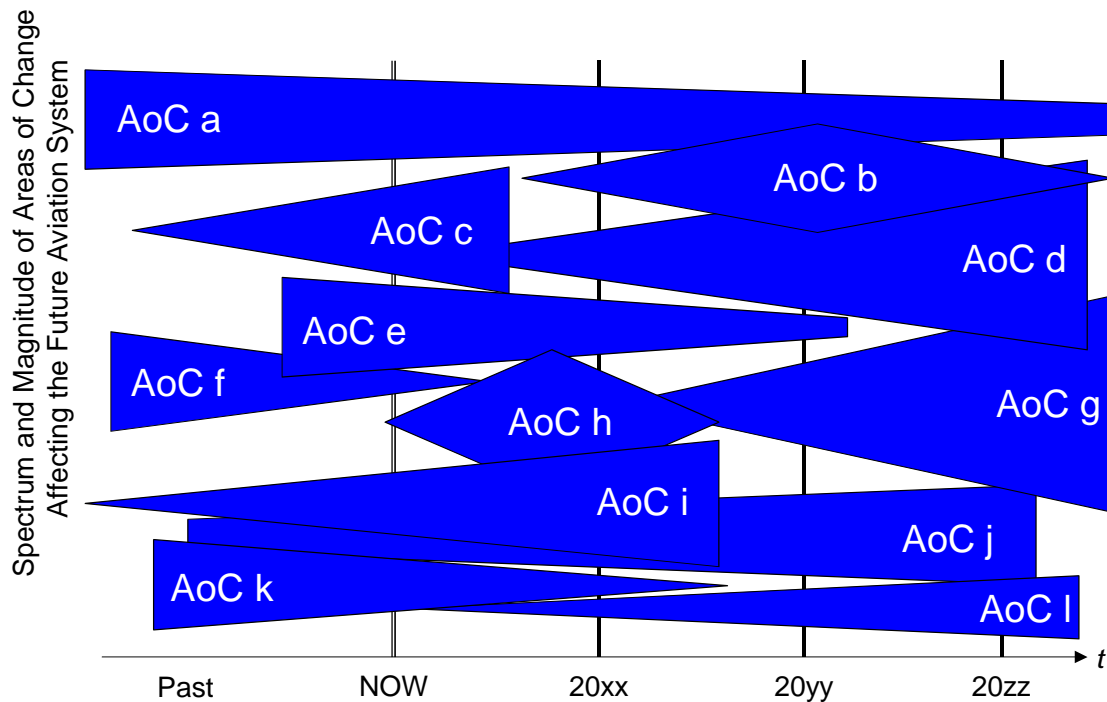 Spectrum and Magnitude of Areas of Change
Affecting the Future Aviation System
AoC a
AoC b
AoC c
AoC d
AoC e
AoC f
AoC g
AoC h
AoC i
AoC j
AoC k
AoC l
t
Past
NOW
20xx
20yy
20zz